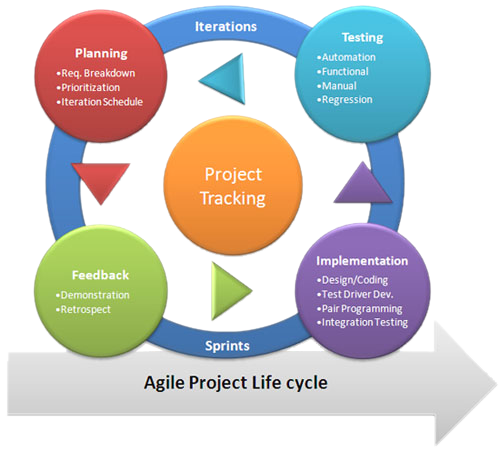 Iterations
Planning
•Req. Breakdown
•Prioritization
•Iteration Schedule
Testing
•Automation
•Functional
•Manual
•Regression
Project
Tracking
Feedback
•Demonstration
•Retrospect
Implementation
•Design/Coding
•Test Driver Dev.
•Pair Programming
•Integration Testing
Sprints
Agile Project Life cycle